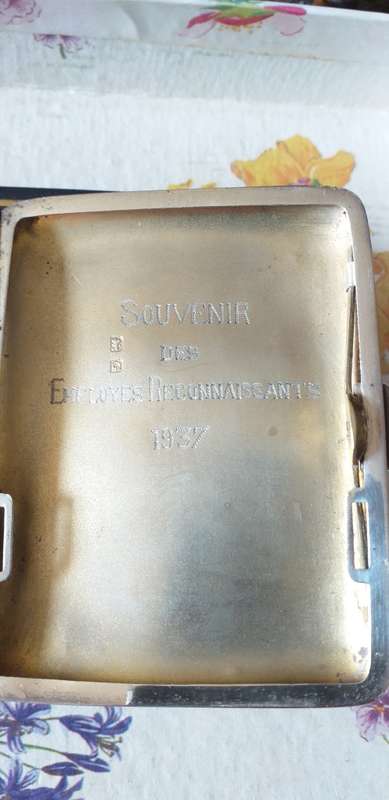 SOUVENIR
DES
EMPLOYES RECONNAISSANTS
1937